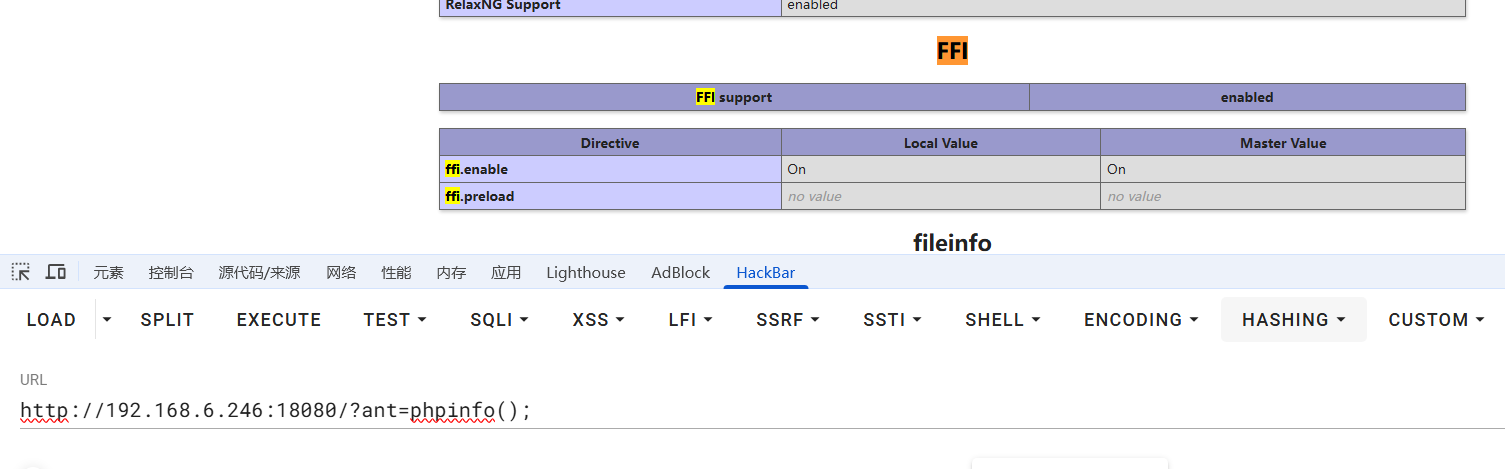 RelaxNG Support enabled
FFI
FFI support enabled
Directive Local Value Master Value
ffi.enable On On
ffi.preload no value no value
fileinfo
元素 控制台 源代码/来源 网络 性能 内存 应用 Lighthouse AdBlock HackBar
LOAD SPLIT EXECUTE TEST SQLI XSS LFI SSRF SSTI SHELL ENCODING HASHING CUSTOM
URL
http://192.168.6.246:18080/?ant=phpinfo();